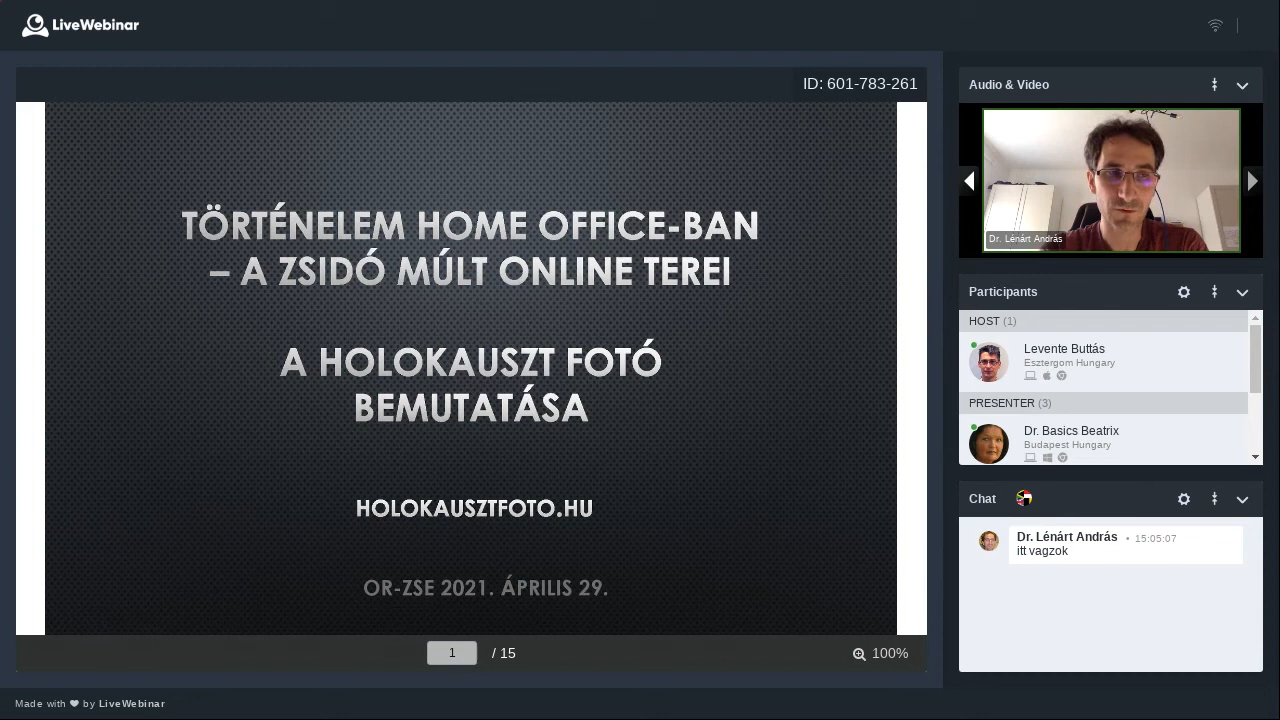 LiveWebinar
ID: 601-783-261
TÖRTÉNELEM HOME OFFICE-BAN
– A ZSIDÓ MÚLT ONLINE TEREI
A HOLOKAUSZT FOTÓ
BEMUTATÁSA
HOLOKAUSZTFOTO.HU
OR-ZSE 2021. ÁPRILIS 29.
1 / 15
100%
Audio & Video
Dr. Lénárt András
Participants
HOST (1)
Levente Buttás
Esztergom Hungary
PRESENTER (3)
Dr. Basics Beatrix
Budapest Hungary
Chat
Dr. Lénárt András • 15:05:07
itt vagzok
Made with ❤ by LiveWebinar